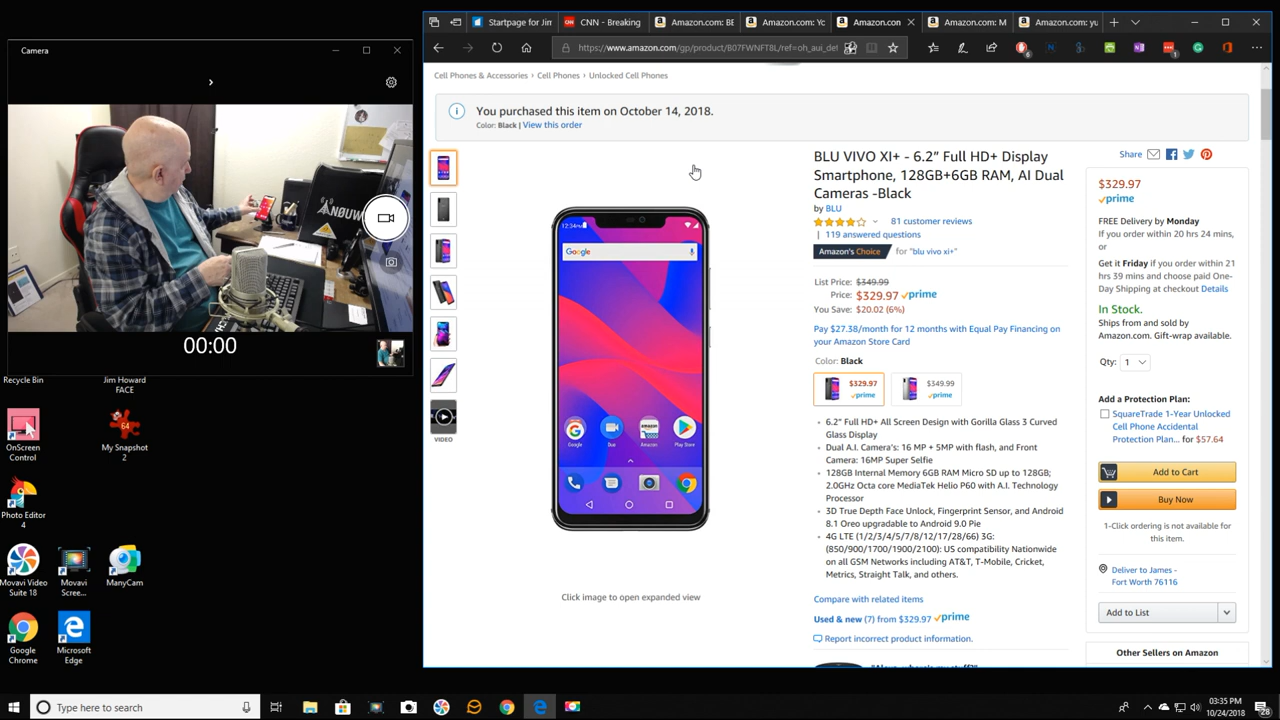 Camera
ANOUW
00:00
Recycle Bin
Jim Howard
FACE
OnScreen
Control
My Snapshot
2
Photo Editor
4
Movavi Video
Suite 18
Movavi
Scree...
ManyCam
Google
Chrome
Microsoft
Edge
Startpage for Jim
CNN - Breaking
Amazon.com: BE
Amazon.com: Yo
Amazon.com
Amazon.com: M
Amazon.com: yu
https://www.amazon.com/gp/product/B07FWNFT8L/ref=oh_aui_det
Cell Phones & Accessories › Cell Phones › Unlocked Cell Phones
You purchased this item on October 14, 2018.
Color: Black | View this order
VIDEO
12:34
Google
Google
Duo
Amazon
Play Store
Click image to open expanded view
BLU VIVO XI+ - 6.2” Full HD+ Display
Smartphone, 128GB+6GB RAM, AI Dual
Cameras -Black
by BLU
81 customer reviews
| 119 answered questions
Amazon's Choice for "blu vivo xi+"
List Price: $349.99
Price: $329.97 prime
You Save: $20.02 (6%)
Pay $27.38/month for 12 months with Equal Pay Financing on
your Amazon Store Card
Color: Black
$329.97
prime
$349.99
prime
• 6.2” Full HD+ All Screen Design with Gorilla Glass 3 Curved
Glass Display
• Dual A.I. Camera's: 16 MP + 5MP with flash, and Front
Camera: 16MP Super Selfie
• 128GB Internal Memory 6GB RAM Micro SD up to 128GB;
2.0GHz Octa core MediaTek Helio P60 with A.I. Technology
Processor
• 3D True Depth Face Unlock, Fingerprint Sensor, and Android
8.1 Oreo upgradable to Android 9.0 Pie
• 4G LTE (1/2/3/4/5/7/8/12/17/28/66) 3G:
(850/900/1700/1900/2100): US compatibility Nationwide
on all GSM Networks including AT&T, T-Mobile, Cricket,
Metrics, Straight Talk, and others.
Compare with related items
Used & new (7) from $329.97 prime
Report incorrect product information.
Share
$329.97
prime
FREE Delivery by Monday
If you order within 20 hrs 24 mins,
or
Get it Friday if you order within 21
hrs 39 mins and choose paid One-
Day Shipping at checkout Details
In Stock.
Ships from and sold by
Amazon.com. Gift-wrap available.
Qty: 1
Add a Protection Plan:
SquareTrade 1-Year Unlocked
Cell Phone Accidental
Protection Plan... for $57.64
Add to Cart
Buy Now
1-Click ordering is not available for
this item.
Deliver to James -
Fort Worth 76116
Add to List
Other Sellers on Amazon
Type here to search
03:35 PM
10/24/2018
28